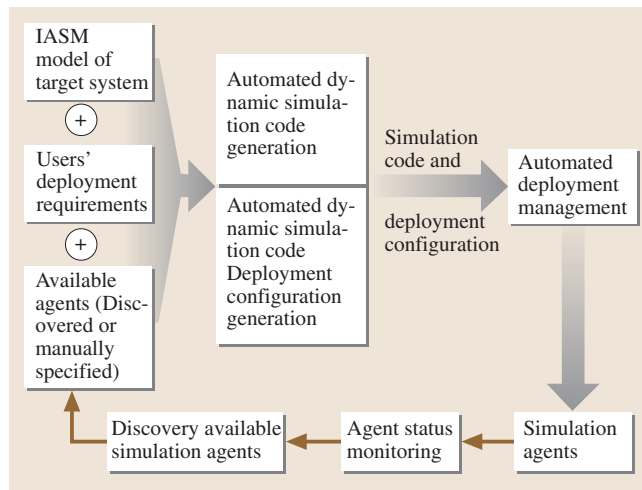 IASM
model of
target system
+
Users'
deployment
requirements
+
Available
agents (Disc-
overed or
manually
specified)
Automated dy-
namic simula-
tion code
generation
Automated dy-
namic simula-
tion code
Deployment
configuration
generation
Simulation
code and
deployment
configuration
Automated
deployment
management
Simulation
agents
Agent status
monitoring
Discovery available
simulation agents